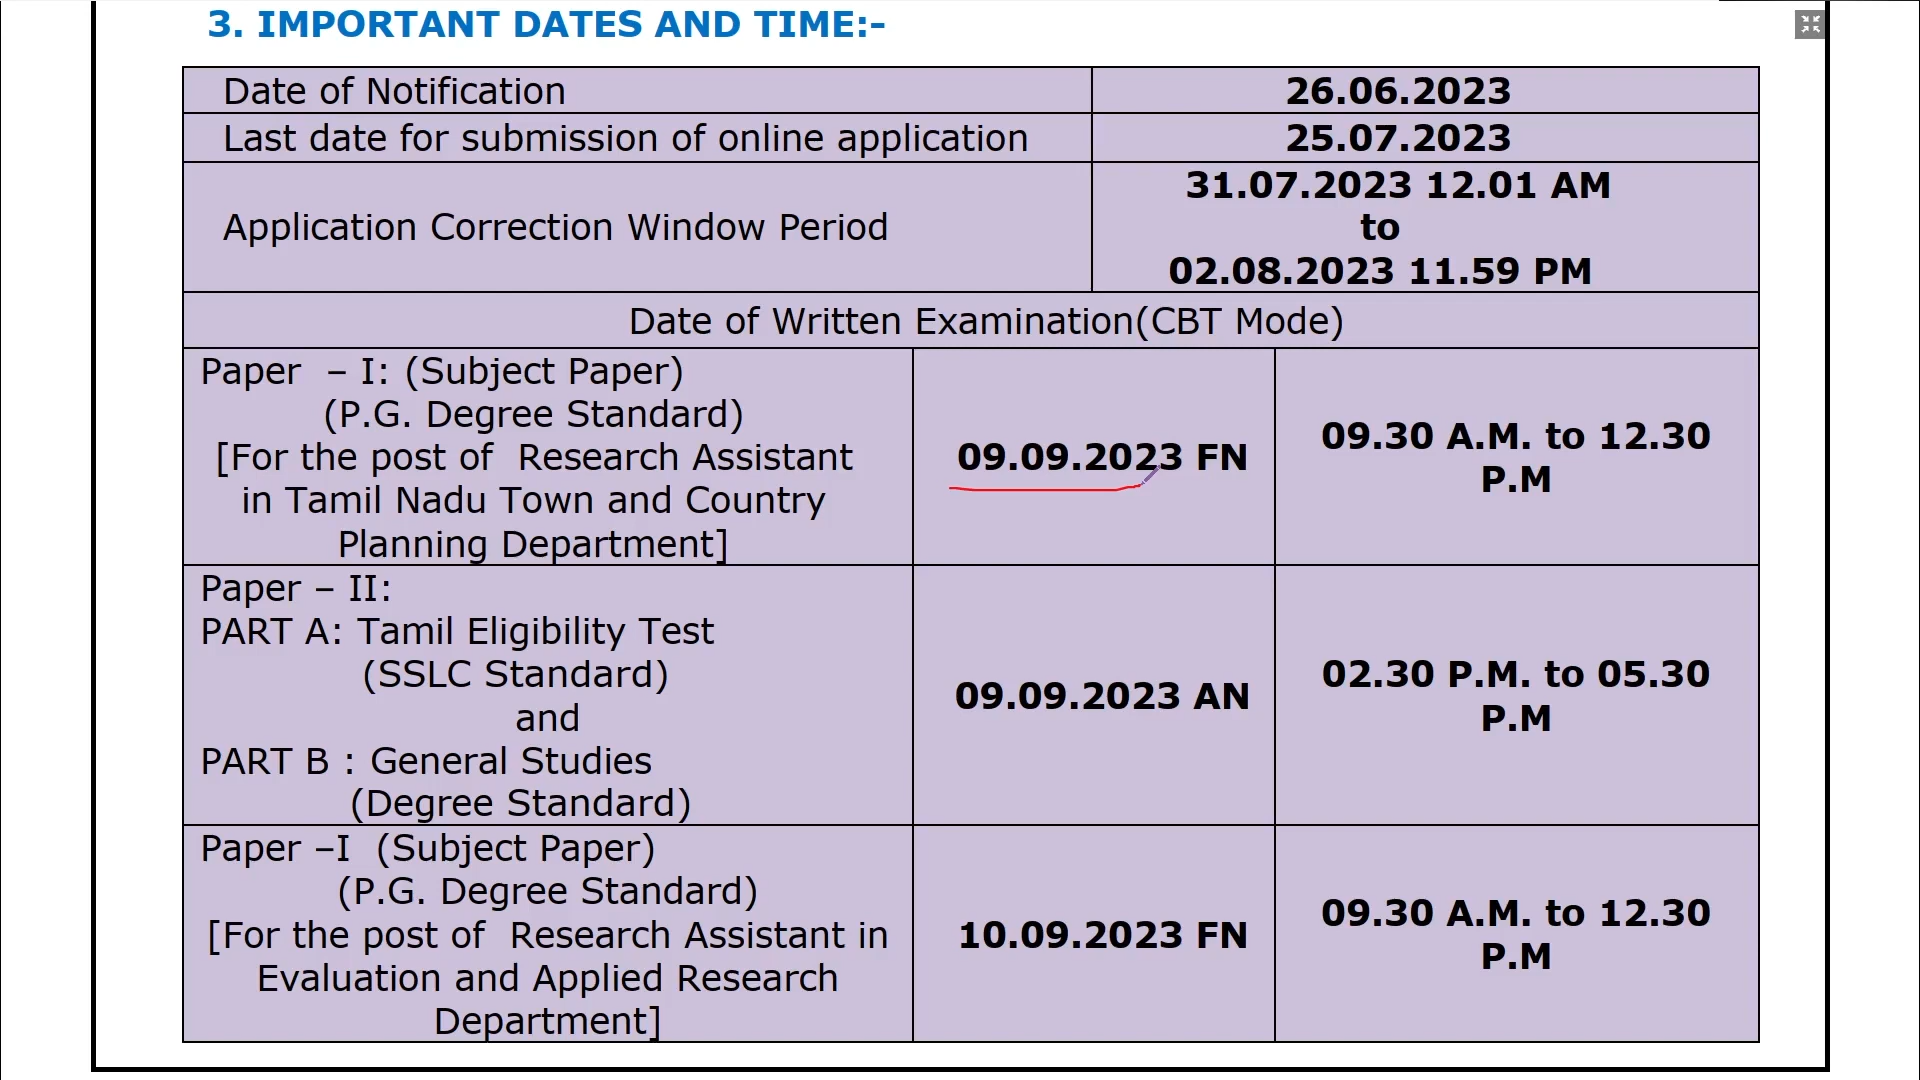 3. IMPORTANT DATES AND TIME:–
Date of Notification
26.06.2023
Last date for submission of online application
25.07.2023
Application Correction Window Period
31.07.2023 12.01 AM
to
02.08.2023 11.59 PM
Date of Written Examination(CBT Mode)
Paper – I: (Subject Paper)
(P.G. Degree Standard)
[For the post of Research Assistant
in Tamil Nadu Town and Country
Planning Department]
09.09.2023 FN
09.30 A.M. to 12.30
P.M
Paper – II:
PART A: Tamil Eligibility Test
(SSLC Standard)
and
PART B : General Studies
(Degree Standard)
09.09.2023 AN
02.30 P.M. to 05.30
P.M
Paper –I (Subject Paper)
(P.G. Degree Standard)
[For the post of Research Assistant in
Evaluation and Applied Research
Department]
10.09.2023 FN
09.30 A.M. to 12.30
P.M